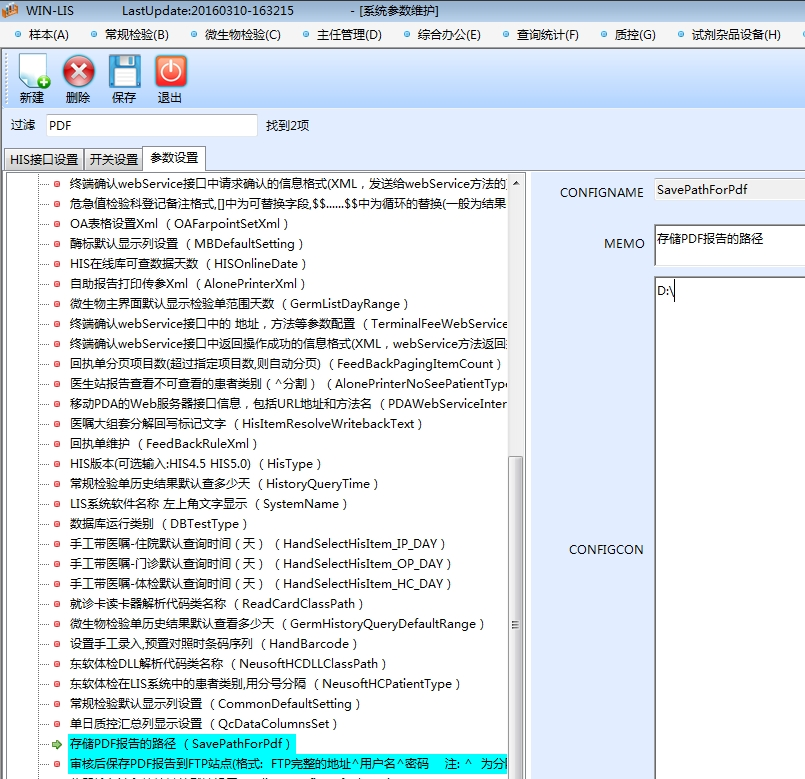 WIN-LIS LastUpdate:20160310-163215 - [系统参数维护]
样本(A) 常规检验(B) 微生物检验(C) 主任管理(D) 综合办公(E) 查询统计(F) 质控(G) 试剂杂品设备(H)
新建 删除 保存 退出
过滤 PDF 找到2项
HIS接口设置 开关设置 参数设置
终端确认webService接口中请求确认的信息格式(XML，发送给webService方法的
危急值检验科登记备注格式,[]中为可替换字段,$$......$$中为循环的替换(一般为结果
OA表格设置Xml （ OAFarpointSetXml ）
酶标默认显示列设置 （ MBDefaultSetting ）
HIS在线库可查数据天数 （ HISOnlineDate ）
自助报告打印传参Xml （ AlonePrinterXml ）
微生物主界面默认显示检验单范围天数 （ GermListDayRange ）
终端确认webService接口中的 地址，方法等参数配置 （ TerminalFeeWebService
终端确认webService接口中返回操作成功的信息格式(XML，webService方法返回
回执单分页项目数(超过指定项目数,则自动分页) （ FeedBackPagingItemCount ）
医生站报告查看不可查看的患者类别（ ^分割 ） （ AlonePrinterNoSeePatientType
移动PDA的Web服务器接口信息，包括URL地址和方法名 （ PDAWebServiceInter
医嘱大组套分解回写标记文字 （ HisItemResolveWritebackText ）
回执单维护 （ FeedBackRuleXml ）
HIS版本(可选输入:HIS4.5 HIS5.0) （ HisType ）
常规检验单历史结果默认查多少天 （ HistoryQueryTime ）
LIS系统软件名称 左上角文字显示 （ SystemName ）
数据库运行类别 （ DBTestType ）
手工带医嘱-住院默认查询时间（ 天 ） （ HandSelectHisItem_IP_DAY ）
手工带医嘱-门诊默认查询时间（ 天 ） （ HandSelectHisItem_OP_DAY ）
手工带医嘱-体检默认查询时间（ 天 ） （ HandSelectHisItem_HC_DAY ）
就诊卡读卡器解析代码类名称 （ ReadCardClassPath ）
微生物检验单历史结果默认查看多少天 （ GermHistoryQueryDefaultRange ）
设置手工录入,预置对照时条码序列 （ HandBarcode ）
东软体检DLL解析代码类名称 （ NeusoftHCDLLClassPath ）
东软体检在LIS系统中的患者类别,用分号分隔 （ NeusoftHCPatientType ）
常规检验默认显示列设置 （ CommonDefaultSetting ）
单日质控汇总列显示设置 （ QcDataColumnsSet ）
存储PDF报告的路径 （ SavePathForPdf ）
审核后保存PDF报告到FTP站点(格式: FTP完整的地址^用户名^密码 注: ^ 为分
CONFIGNAME SavePathForPdf
MEMO 存储PDF报告的路径
CONFIGCON D:\